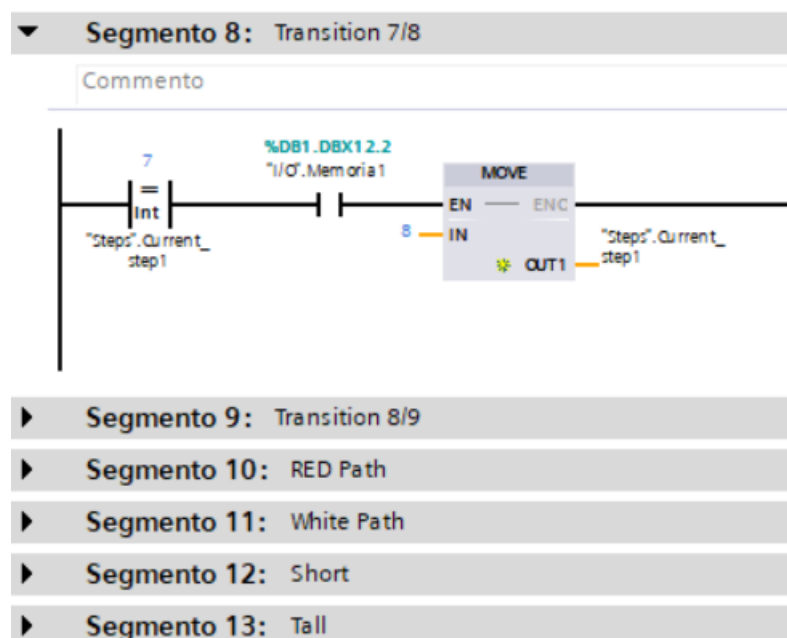 Segmento 8: Transition 7/8
Commento
%DB1.DBX12.2
7
"I/O".Memoria1
MOVE
=
Int
EN ENO
"Steps".Current_
step1
8 IN
"Steps".Current_
step1
OUT1
Segmento 9: Transition 8/9
Segmento 10: RED Path
Segmento 11: White Path
Segmento 12: Short
Segmento 13: Tall